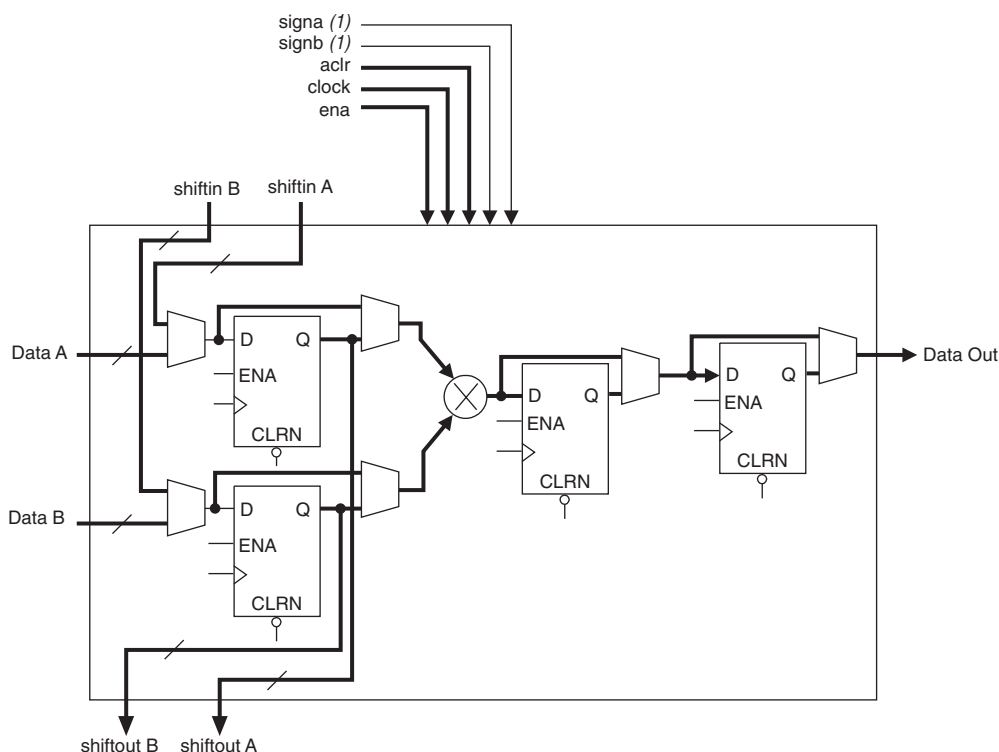 signa (1)
signb (1)
aclr
clock
ena
shiftin B
shiftin A
Data A
D Q
ENA
CLRN
D Q
ENA
CLRN
D Q
ENA
CLRN
Data Out
Data B
D Q
ENA
CLRN
shiftout B
shiftout A